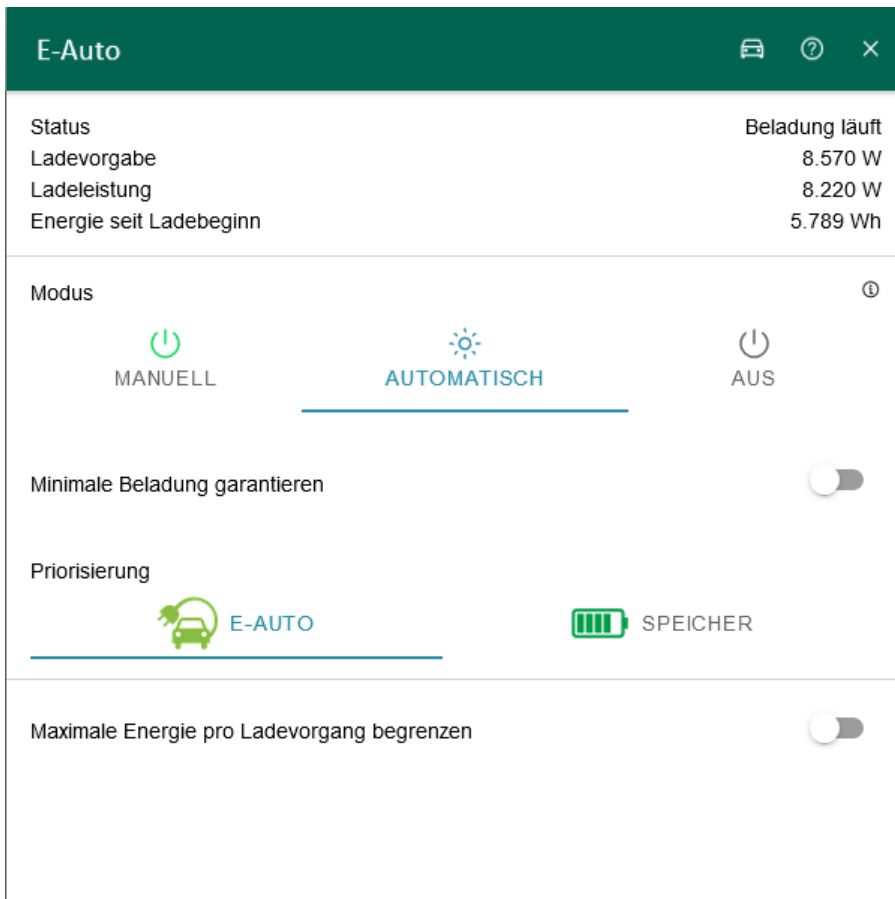 E-Auto
Status Beladung läuft
Ladevorgabe 8.570 W
Ladeleistung 8.220 W
Energie seit Ladebeginn 5.789 Wh
Modus
MANUELL AUTOMATISCH AUS
Minimale Beladung garantieren
Priorisierung
E-AUTO SPEICHER
Maximale Energie pro Ladevorgang begrenzen